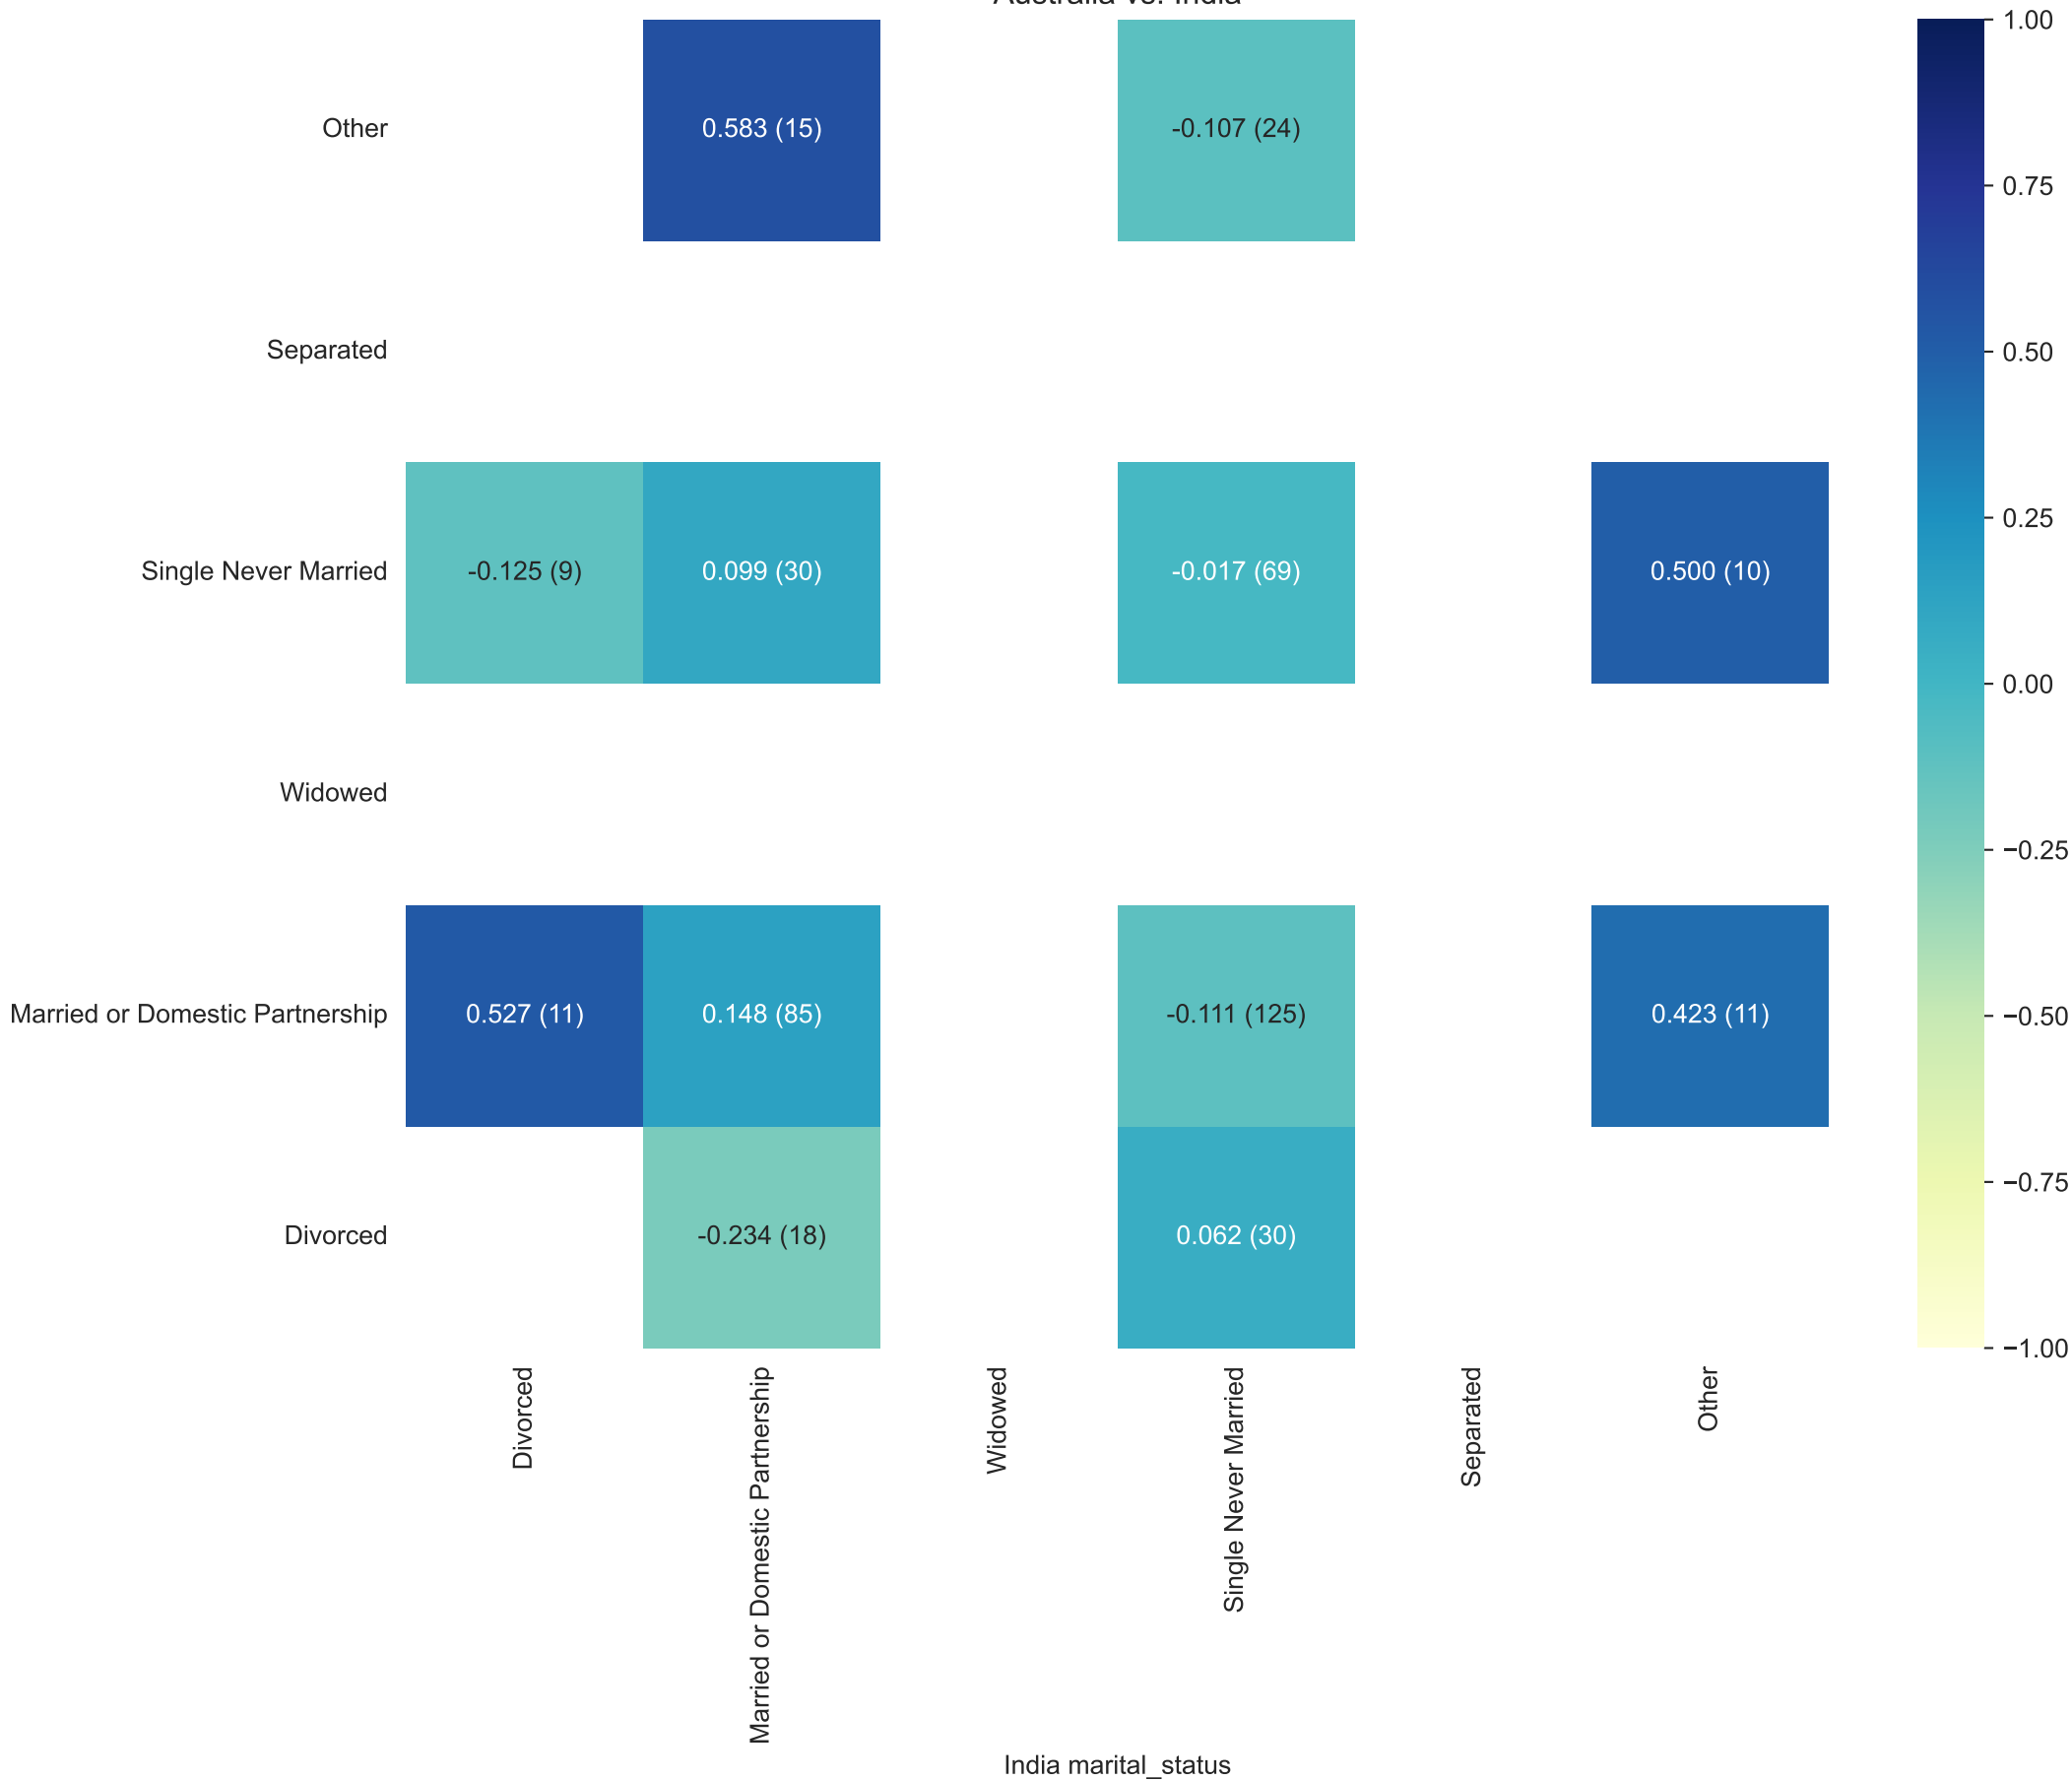 Australia vs. India
Other
0.583 (15)
-0.107 (24)
Separated
Single Never Married
-0.125 (9)
0.099 (30)
-0.017 (69)
0.500 (10)
Widowed
Married or Domestic Partnership
0.527 (11)
0.148 (85)
-0.111 (125)
0.423 (11)
Divorced
-0.234 (18)
0.062 (30)
Divorced
Married or Domestic Partnership
Widowed
Single Never Married
Separated
Other
India marital_status
1.00
0.75
0.50
0.25
0.00
−0.25
−0.50
−0.75
−1.00